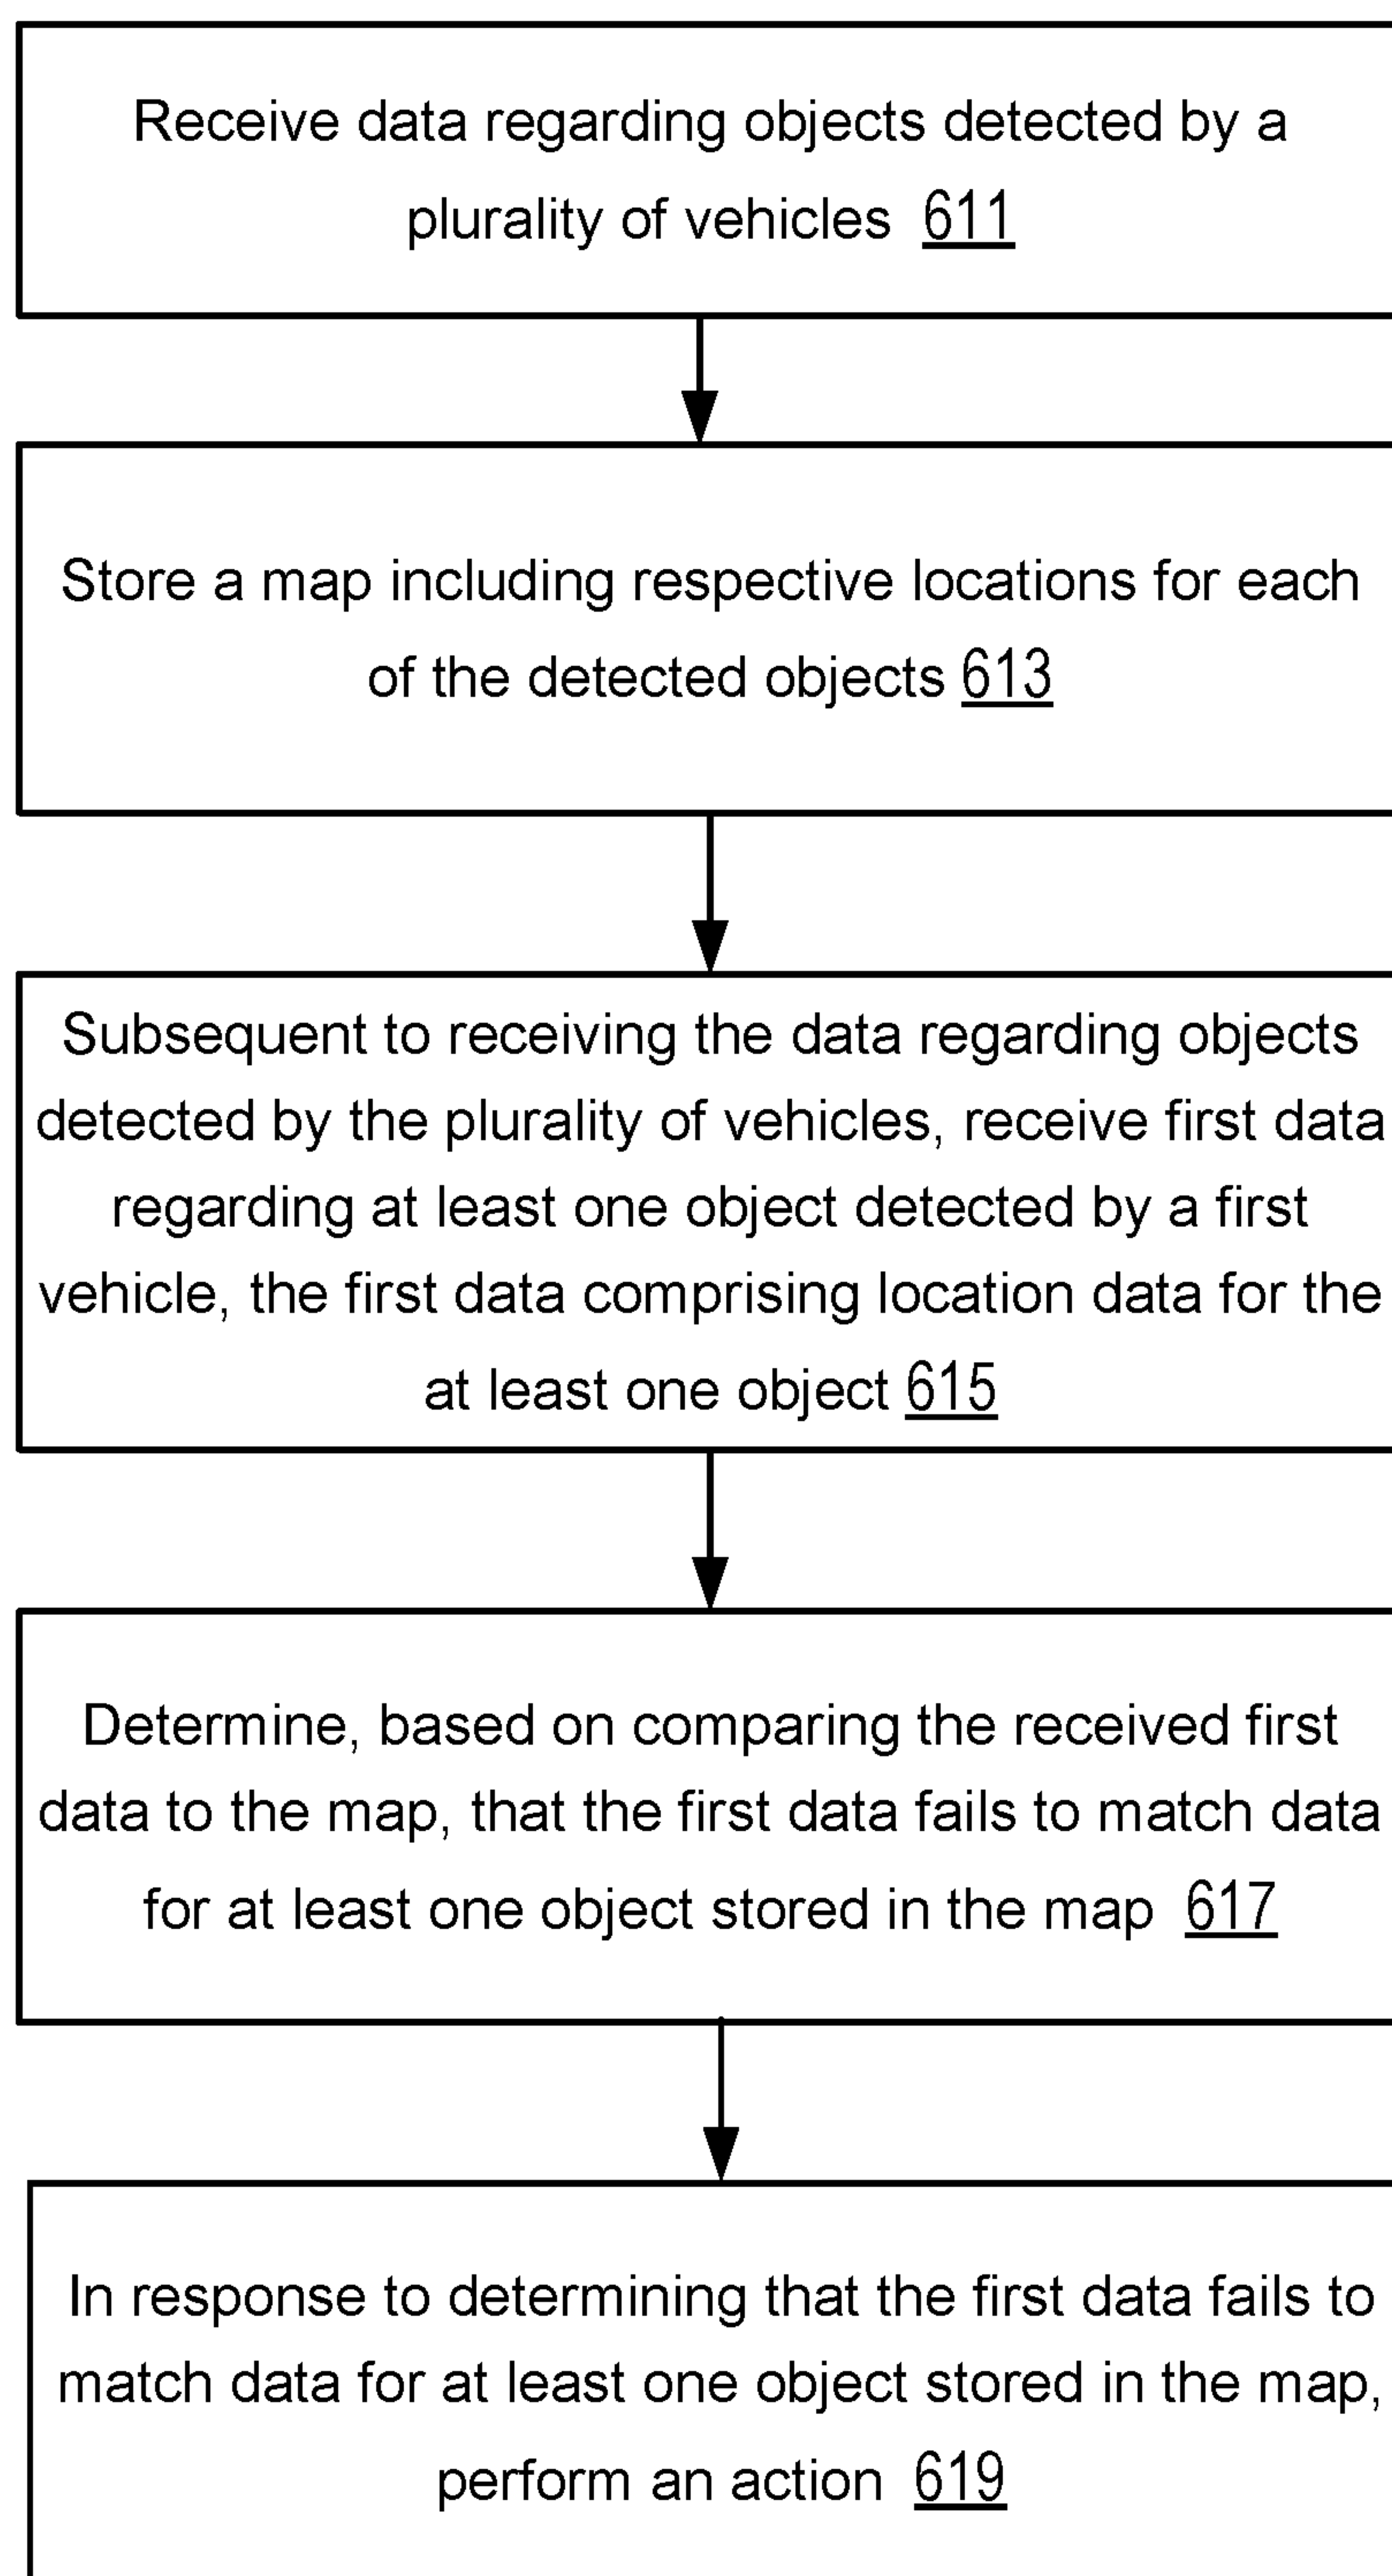 Receive data regarding objects detected by a
plurality of vehicles 611
Store a map including respective locations for each
of the detected objects 613
Subsequent to receiving the data regarding objects
detected by the plurality of vehicles, receive first data
regarding at least one object detected by a first
vehicle, the first data comprising location data for the
at least one object 615
Determine, based on comparing the received first
data to the map, that the first data fails to match data
for at least one object stored in the map 617
In response to determining that the first data fails to
match data for at least one object stored in the map,
perform an action 619